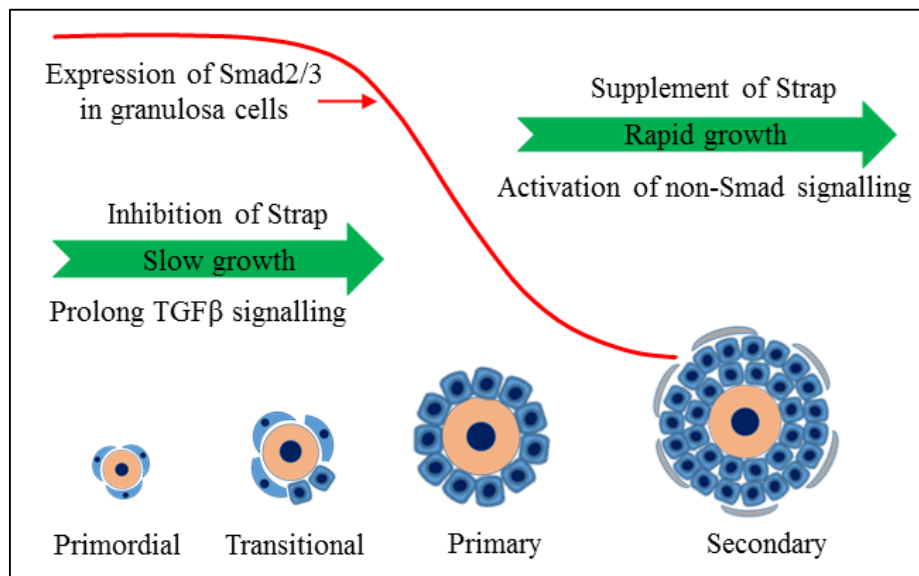 Expression of Smad2/3
in granulosa cells
Supplement of Strap
Rapid growth
Activation of non-Smad signalling
Inhibition of Strap
Slow growth
Prolong TGFβ signalling
Primordial
Transitional
Primary
Secondary